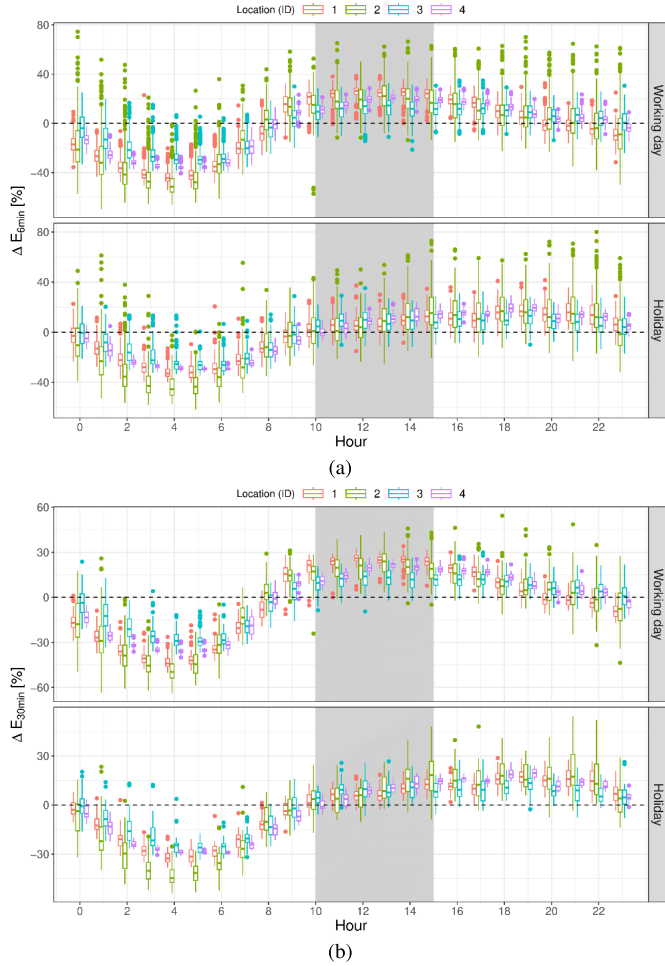 Location (ID) 1 2 3 4
Δ E6min [%]
80
40
0
−40
Working day
80
40
0
−40
Holiday
0 2 4 6 8 10 12 14 16 18 20 22
Hour
(a)
Location (ID) 1 2 3 4
Δ E30min [%]
60
30
0
−30
−60
Working day
30
0
−30
Holiday
0 2 4 6 8 10 12 14 16 18 20 22
Hour
(b)